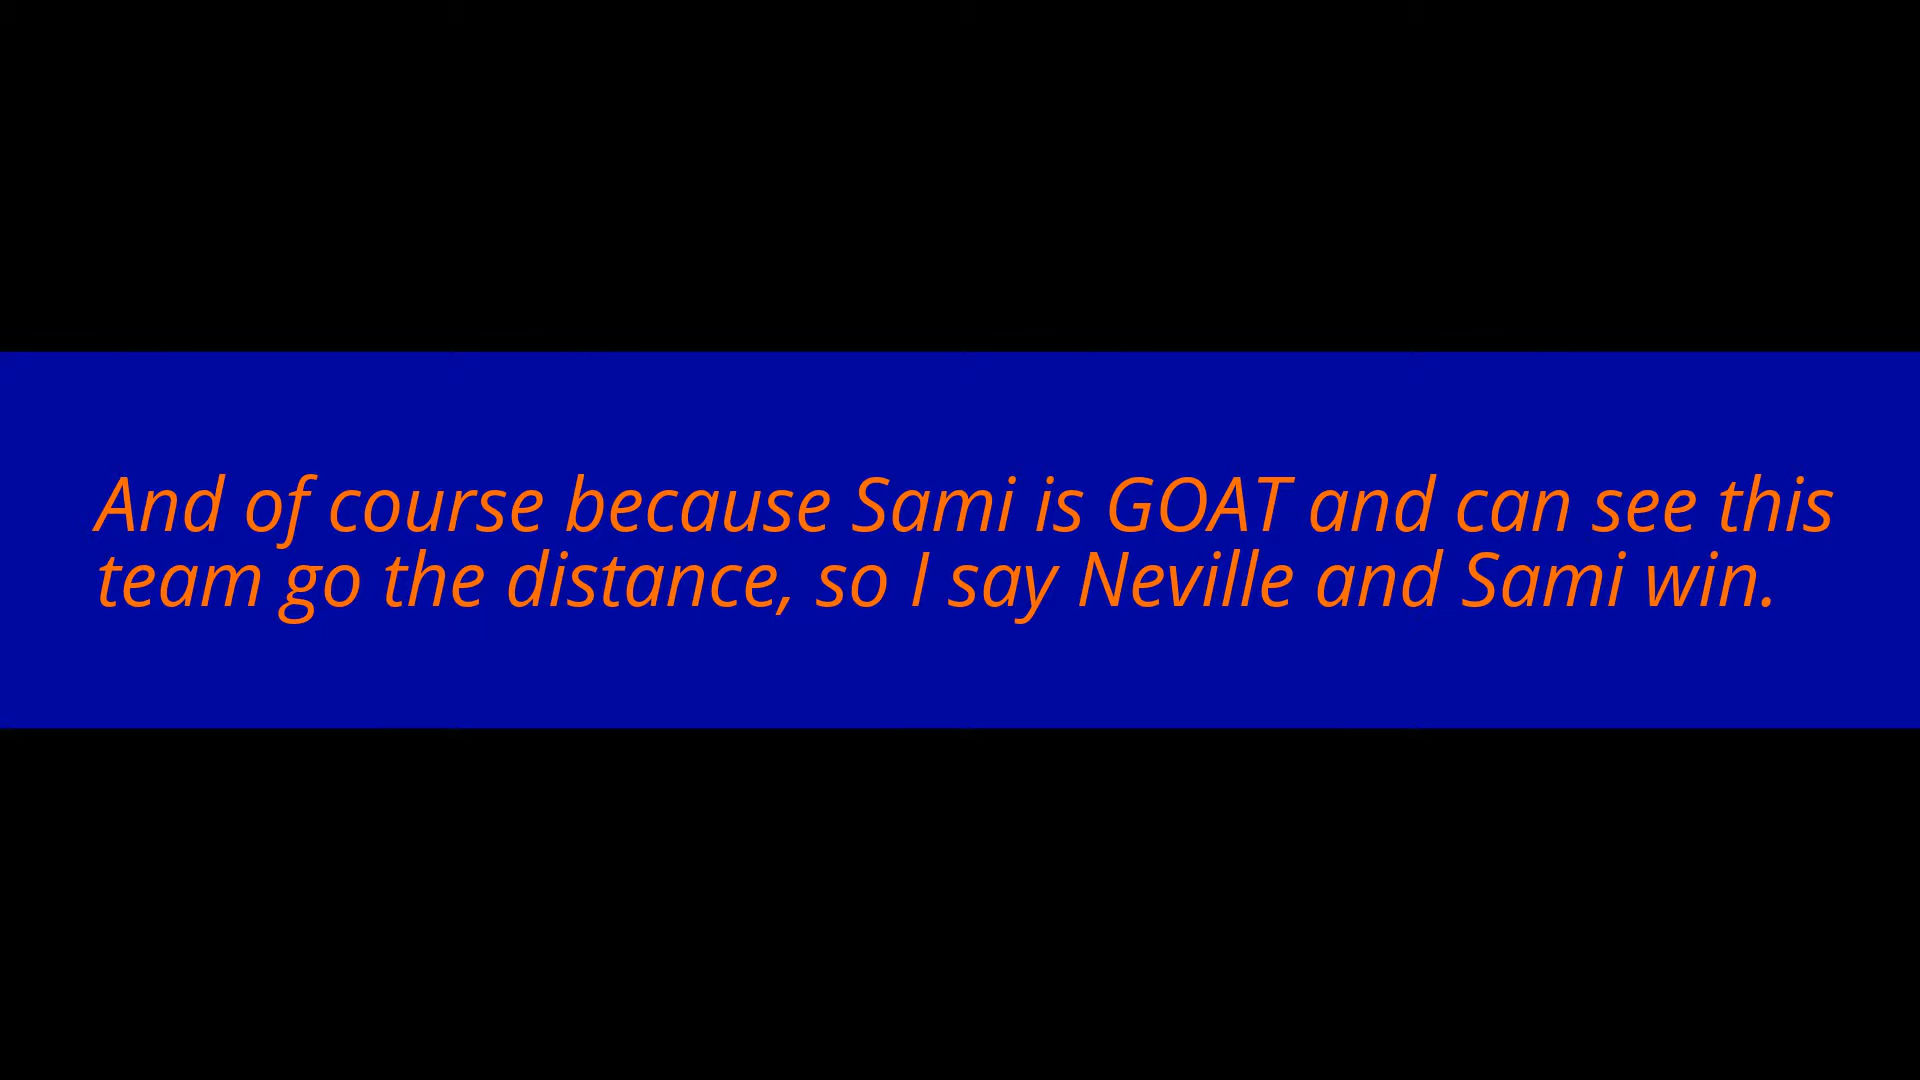 And of course because Sami is GOAT and can see this
team go the distance, so I say Neville and Sami win.